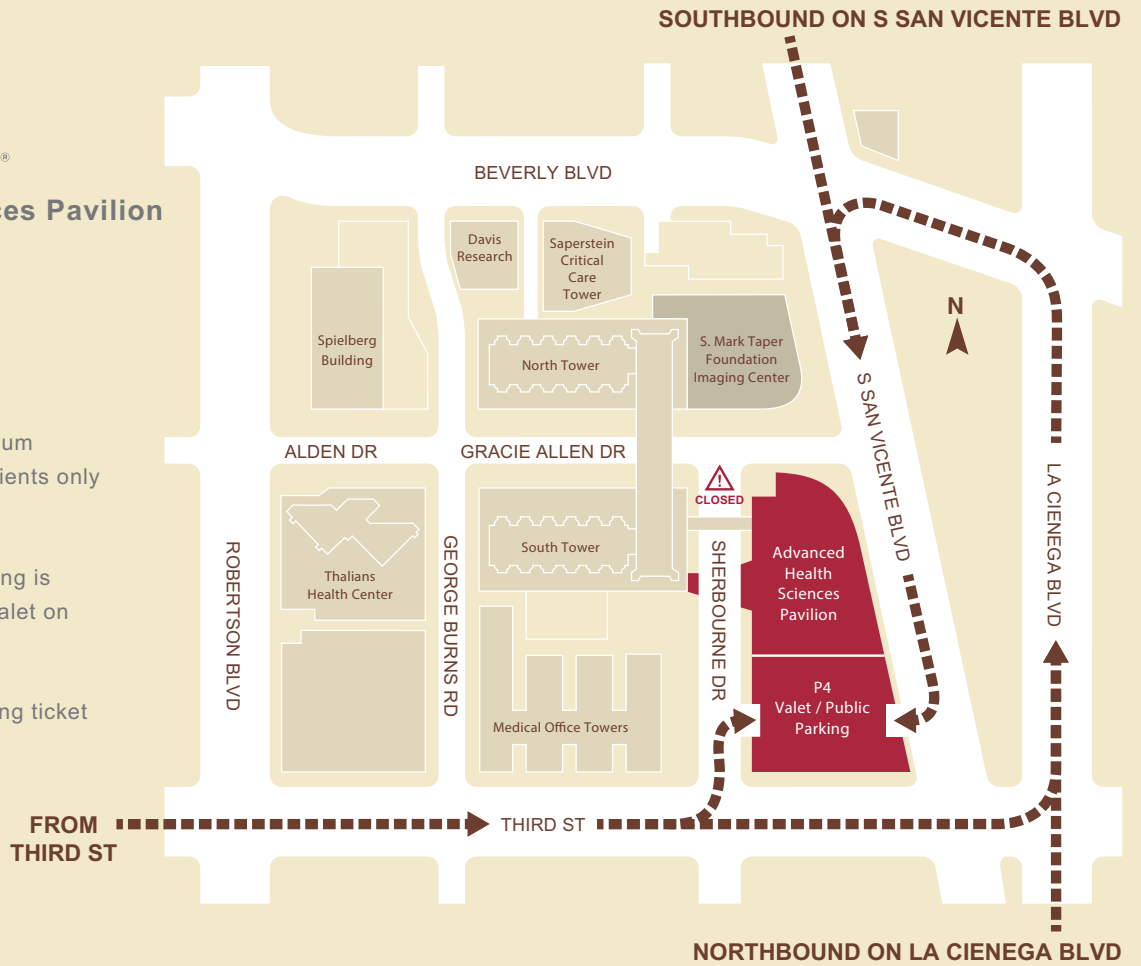 SOUTHBOUND ON S SAN VICENTE BLVD
®
ces Pavilion
BEVERLY BLVD
Davis
Research
Saperstein
Critical
Care
Tower
N
Spielberg
Building
North Tower
S. Mark Taper
Foundation
Imaging Center
um
ients only
ALDEN DR
GRACIE ALLEN DR
S SAN VICENTE BLVD
LA CIENEGA BLVD
!
CLOSED
ROBERTSON BLVD
GEORGE BURNS RD
SHERBOURNE DR
South Tower
Advanced
Health
Sciences
Pavilion
ng is
alet on
Thalians
Health Center
ng ticket
P4
Valet / Public
Parking
Medical Office Towers
FROM
THIRD ST
THIRD ST
NORTHBOUND ON LA CIENEGA BLVD